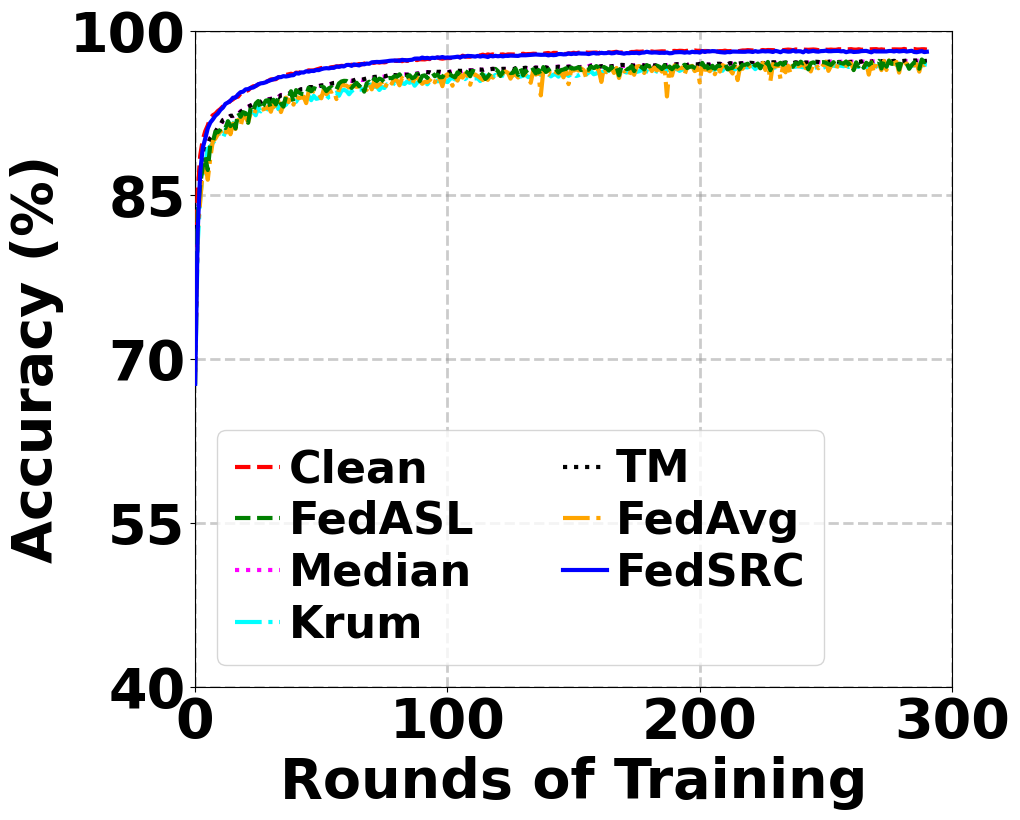 100
85
70
55
40
0
100
200
300
Accuracy (%)
Rounds of Training
Clean
FedASL
Median
Krum
TM
FedAvg
FedSRC